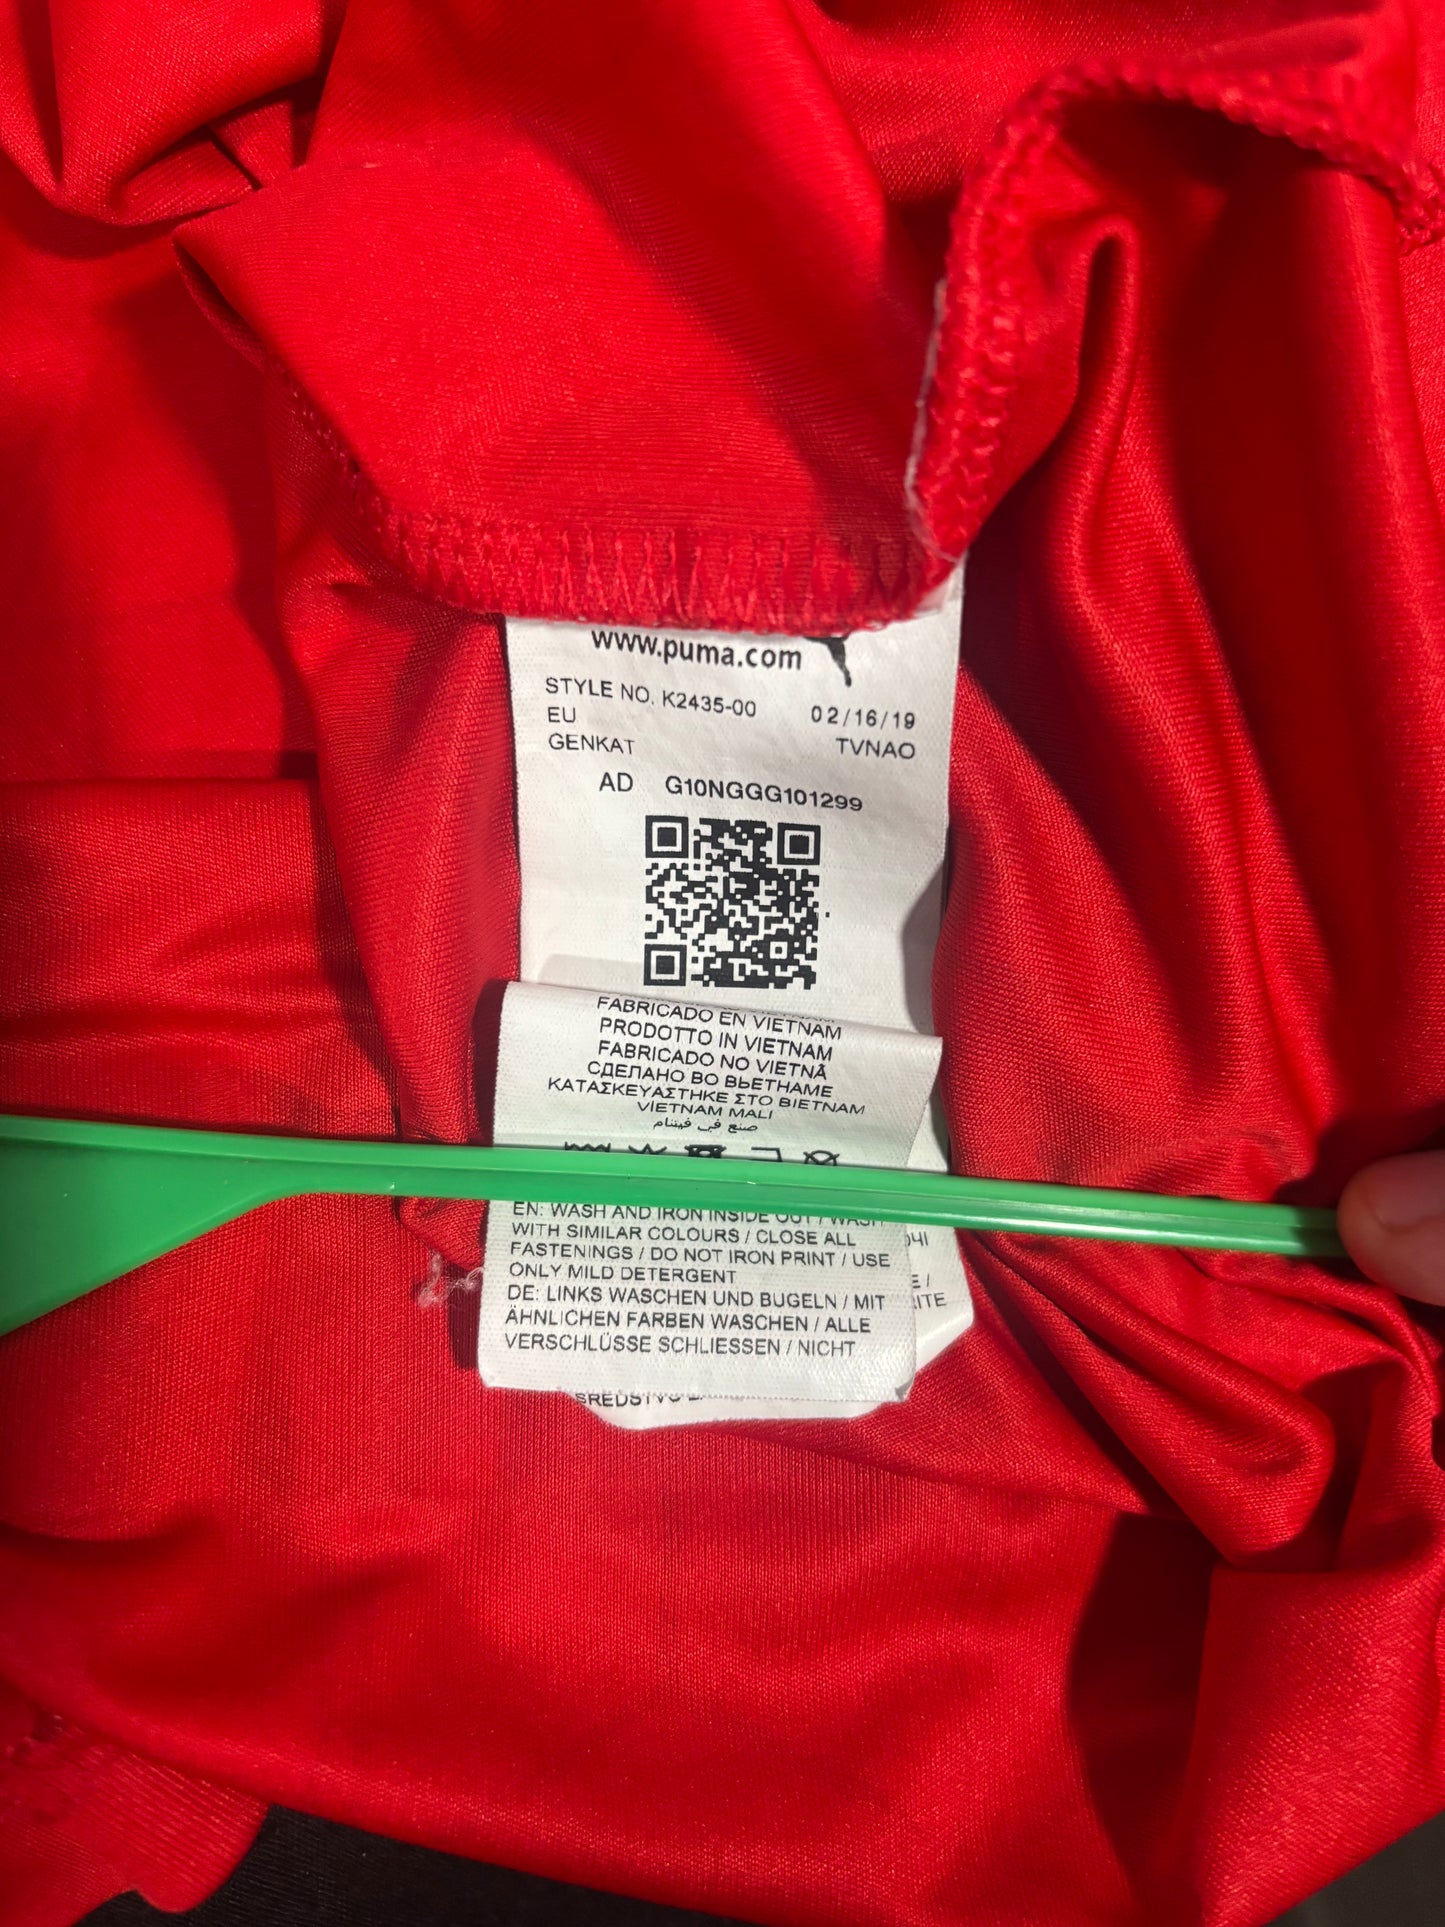 www.puma.com
STYLE NO. K2435-00 02/16/19
EU
GENKAT TVNAO
AD G10NGGG101299
FABRICADO EN VIETNAM
PRODOTTO IN VIETNAM
FABRICADO NO VIETNÃ
СДЕЛАНО ВО ВЬЕТНАМЕ
ΚΑΤΑΣΚΕΥΑΣΤΗΚΕ ΣΤΟ ΒΙΕΤΝΑΜ
VİETNAM MALI
صنع في فيتنام
EN: WASH AND IRON INSIDE OUT / WASH
WITH SIMILAR COLOURS / CLOSE ALL
FASTENINGS / DO NOT IRON PRINT / USE
ONLY MILD DETERGENT
DE: LINKS WASCHEN UND BUGELN / MIT
ÄHNLICHEN FARBEN WASCHEN / ALLE
VERSCHLÜSSE SCHLIESSEN / NICHT